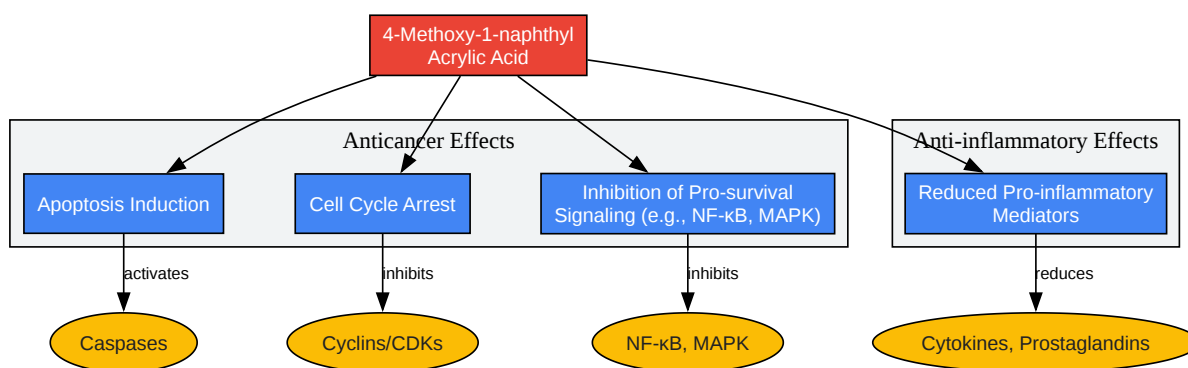 4-Methoxy-1-naphthyl
Acrylic Acid
Anticancer Effects
Anti-inflammatory Effects
Apoptosis Induction
Cell Cycle Arrest
Inhibition of Pro-survival
Signaling (e.g., NF-κB, MAPK)
Reduced Pro-inflammatory
Mediators
activates
inhibits
inhibits
reduces
Caspases
Cyclins/CDKs
NF-κB, MAPK
Cytokines, Prostaglandins